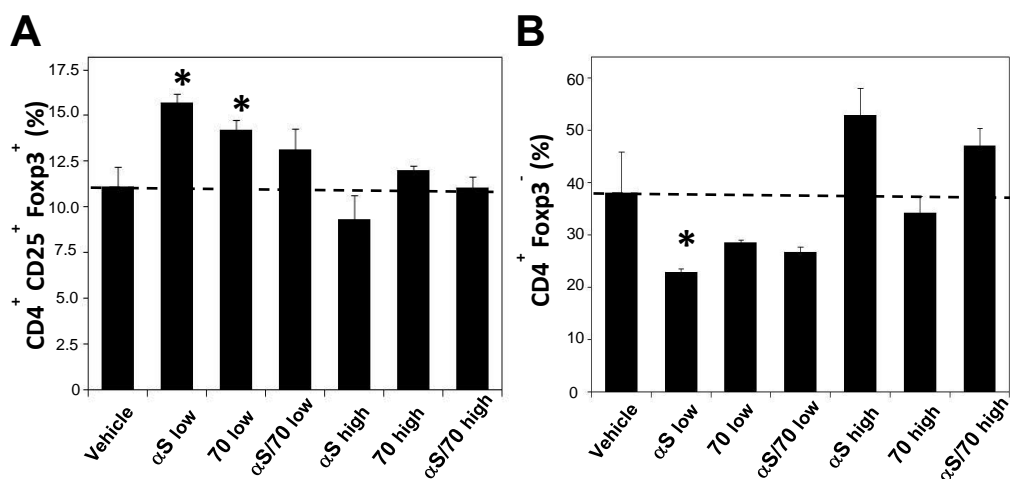 A
CD4+ CD25+ Foxp3+ (%)
17.5
15.0
12.5
10.0
7.5
5.0
2.5
0
*
*
Vehicle
αS low
70 low
αS/70 low
αS high
70 high
αS/70 high
B
CD4+ Foxp3- (%)
60
50
40
30
20
10
0
*
Vehicle
αS low
70 low
αS/70 low
αS high
70 high
αS/70 high